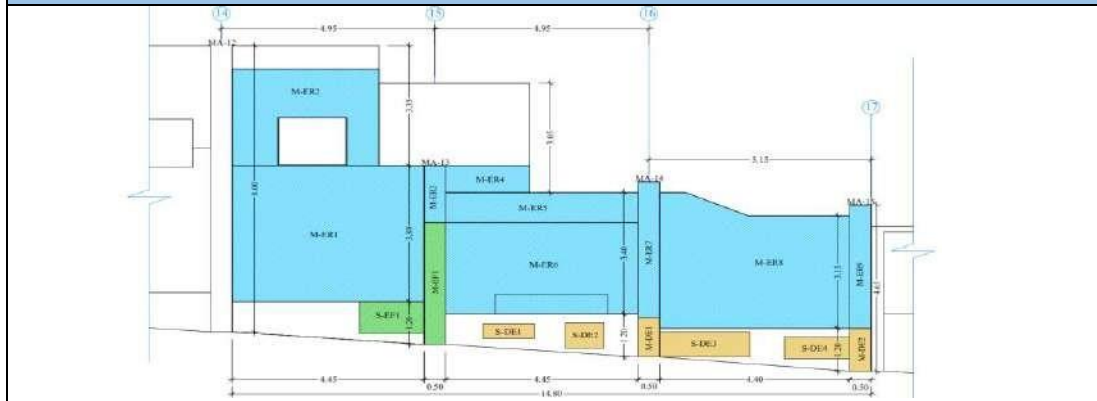 14 15 16
4.95 4.95
MA-12
17
M-ER2
3.35
3.05
3.15
MA-13
MA-14
M-ER4
M-ER3
MA-15
M-ER5
8.00
M-ER1
M-ER7
M-ER8
M-ER9
3.40
3.15
4.65
M-EF1
M-ER6
S-EF1
1.20
S-DE1
S-DE2
1.20
M-DE1
S-DE3
S-DE4
1.20
M-DE2
4.45 0.50 4.45 0.50 4.40 0.50
14.80